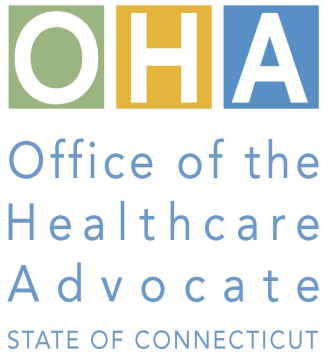 OHA
Office of the
Healthcare
Advocate
STATE OF CONNECTICUT